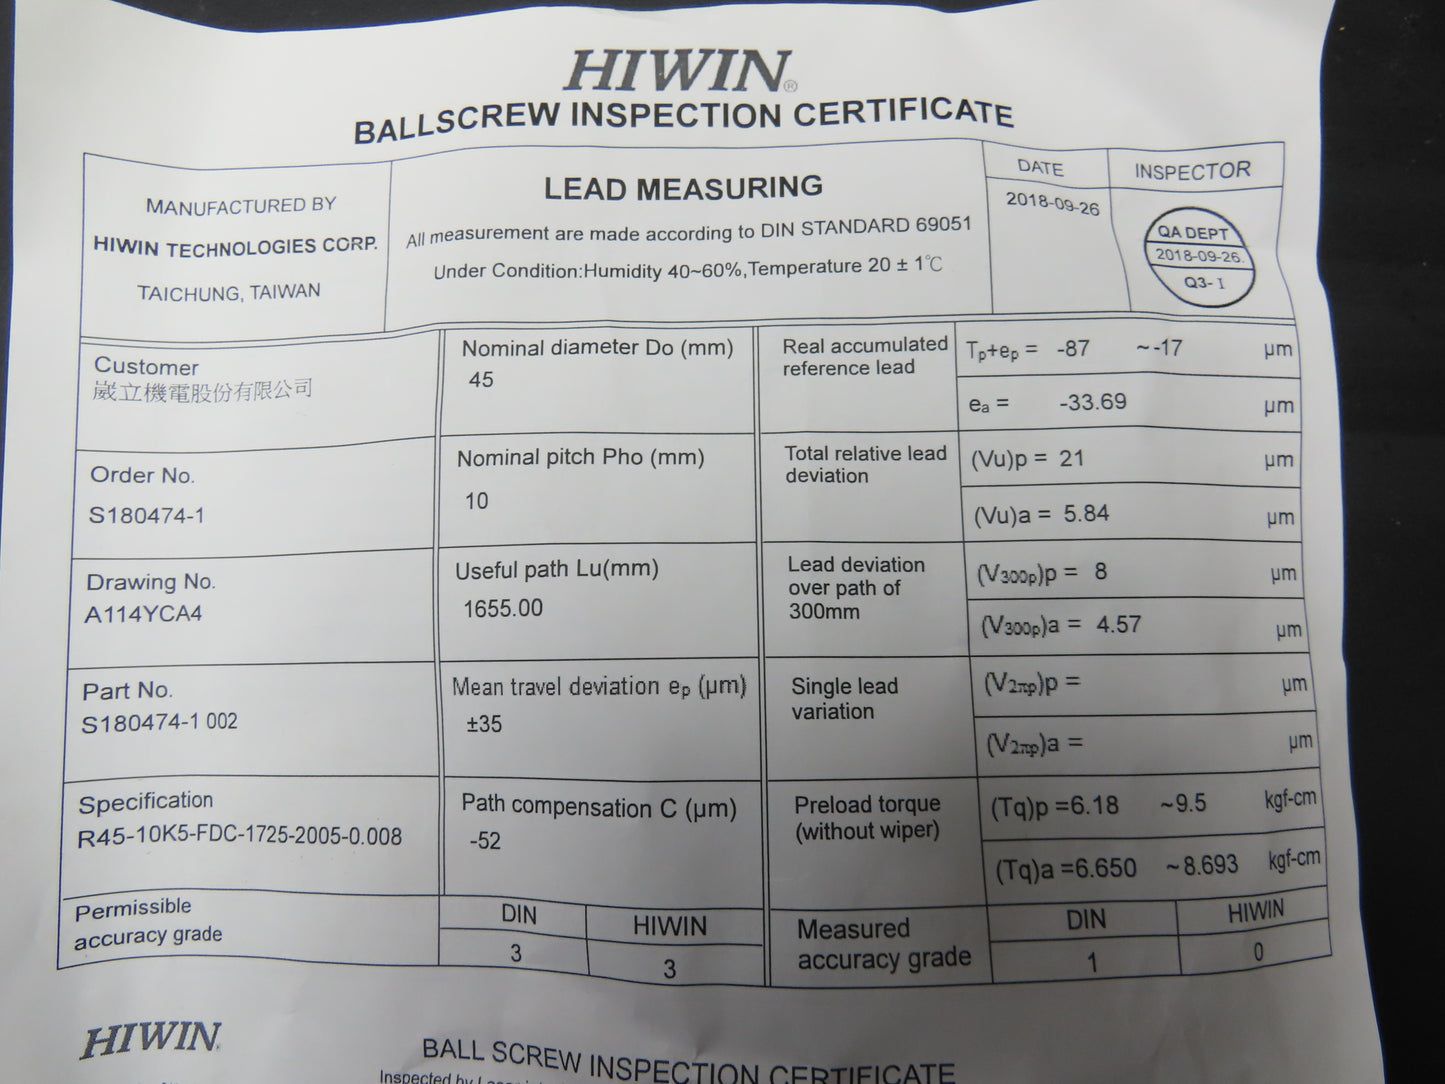 HIWIN®
BALLSCREW INSPECTION CERTIFICATE
MANUFACTURED BY
HIWIN TECHNOLOGIES CORP.
TAICHUNG, TAIWAN
LEAD MEASURING
All measurement are made according to DIN STANDARD 69051
Under Condition:Humidity 40~60%,Temperature 20 ± 1℃
DATE
2018-09-26
INSPECTOR
QA DEPT
2018-09-26.
Q3- I
Customer
崴立機電股份有限公司
Nominal diameter Do (mm)
45
Real accumulated
reference lead
Tp+ep = -87 ~-17 μm
ea = -33.69 μm
Order No.
S180474-1
Nominal pitch Pho (mm)
10
Total relative lead
deviation
(Vu)p = 21 μm
(Vu)a = 5.84 μm
Drawing No.
A114YCA4
Useful path Lu(mm)
1655.00
Lead deviation
over path of
300mm
(V300p)p = 8 μm
(V300p)a = 4.57 μm
Part No.
S180474-1 002
Mean travel deviation ep (μm)
±35
Single lead
variation
(V2πp)p = μm
(V2πp)a = μm
Specification
R45-10K5-FDC-1725-2005-0.008
Path compensation C (μm)
-52
Preload torque
(without wiper)
(Tq)p =6.18 ~9.5 kgf-cm
(Tq)a =6.650 ~8.693 kgf-cm
Permissible
accuracy grade
DIN HIWIN
3 3
Measured
accuracy grade
DIN HIWIN
1 0
HIWIN
BALL SCREW INSPECTION CERTIFICATE
Inspected by